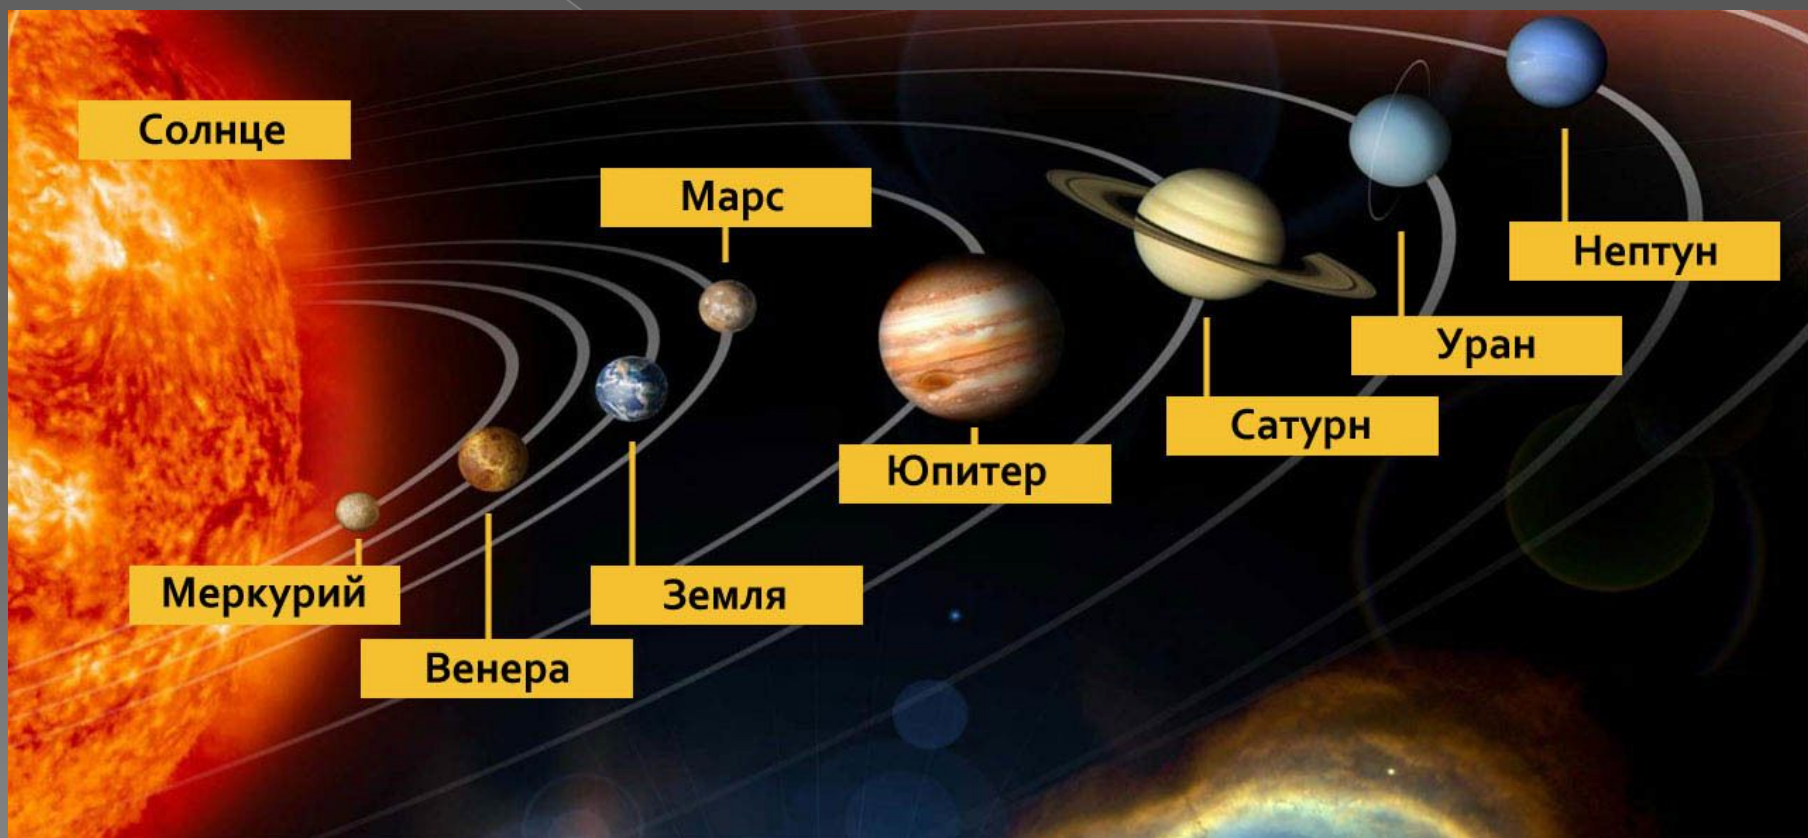 Солнце
Марс
Нептун
Уран
Сатурн
Юпитер
Меркурий
Земля
Венера